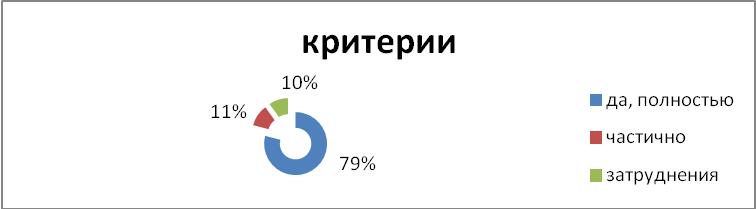 критерии
10%
11%
79%
да, полностью
частично
затруднения